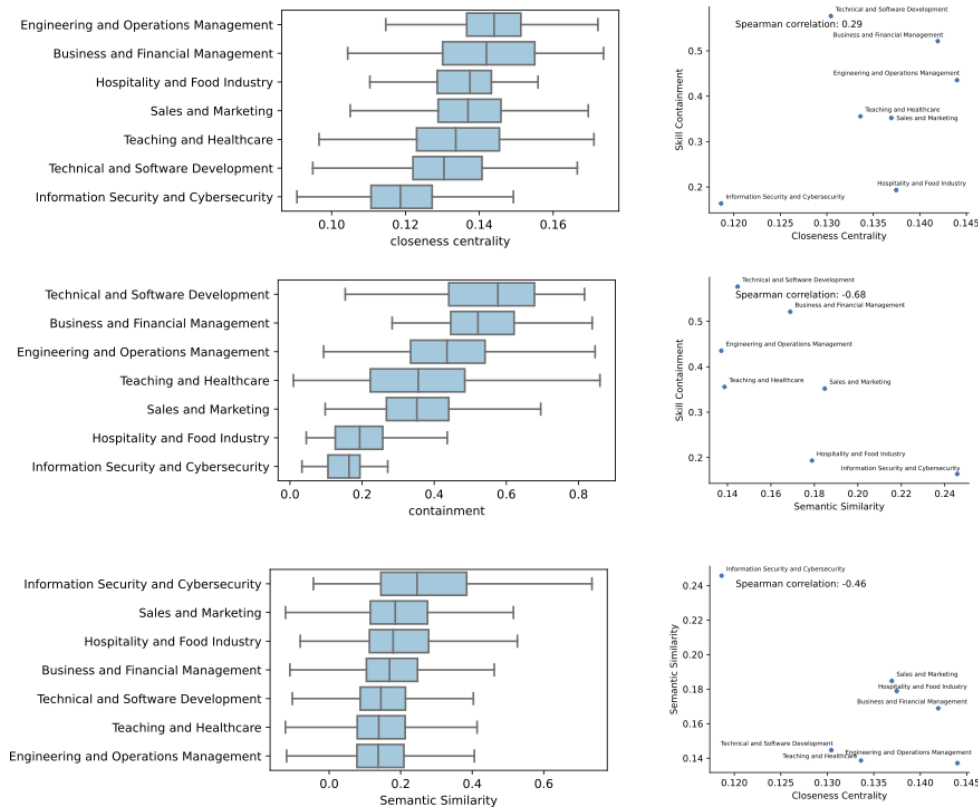 Engineering and Operations Management
Business and Financial Management
Hospitality and Food Industry
Sales and Marketing
Teaching and Healthcare
Technical and Software Development
Information Security and Cybersecurity
0.10 0.12 0.14 0.16
closeness centrality
Technical and Software Development
Spearman correlation: 0.29
Business and Financial Management
Engineering and Operations Management
Teaching and Healthcare
Sales and Marketing
Hospitality and Food Industry
Information Security and Cybersecurity
0.5
0.4
0.3
0.2
Skill Containment
0.120 0.125 0.130 0.135 0.140 0.145
Closeness Centrality
Technical and Software Development
Business and Financial Management
Engineering and Operations Management
Teaching and Healthcare
Sales and Marketing
Hospitality and Food Industry
Information Security and Cybersecurity
0.0 0.2 0.4 0.6 0.8
containment
Technical and Software Development
Spearman correlation: -0.68
Business and Financial Management
Engineering and Operations Management
Teaching and Healthcare
Sales and Marketing
Hospitality and Food Industry
Information Security and Cybersecurity
0.5
0.4
0.3
0.2
Skill Containment
0.14 0.16 0.18 0.20 0.22 0.24
Semantic Similarity
Information Security and Cybersecurity
Sales and Marketing
Hospitality and Food Industry
Business and Financial Management
Technical and Software Development
Teaching and Healthcare
Engineering and Operations Management
0.0 0.2 0.4 0.6
Semantic Similarity
Information Security and Cybersecurity
Spearman correlation: -0.46
Sales and Marketing
Hospitality and Food Industry
Business and Financial Management
Technical and Software Development
Engineering and Operations Management
Teaching and Healthcare
0.24
0.22
0.20
0.18
0.16
0.14
Semantic Similarity
0.120 0.125 0.130 0.135 0.140 0.145
Closeness Centrality